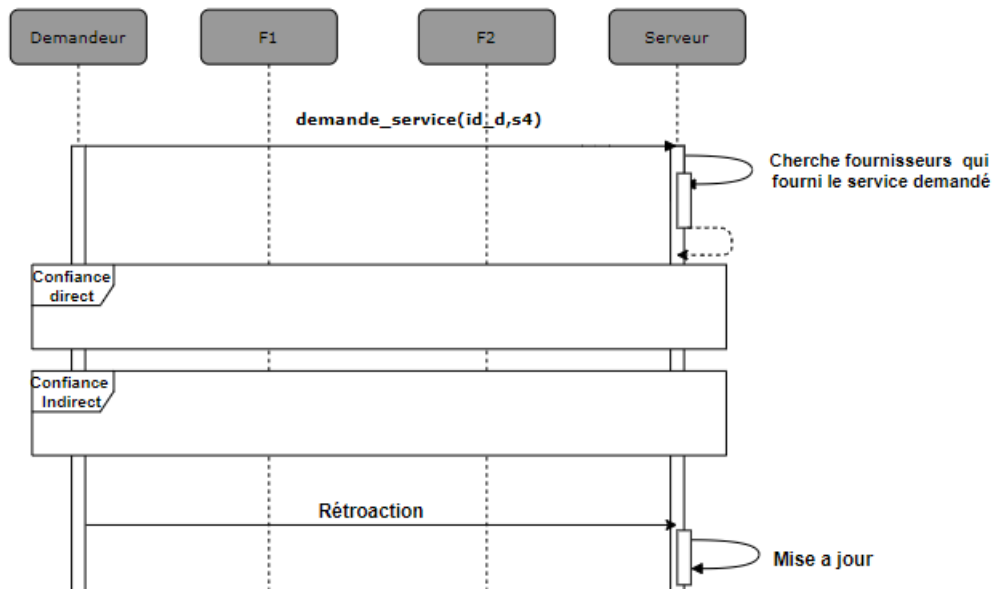 Demandeur
F1
F2
Serveur
demande_service(id_d,s4)
Cherche fournisseurs qui
fourni le service demandé
Confiance
direct
Confiance
Indirect
Rétroaction
Mise a jour